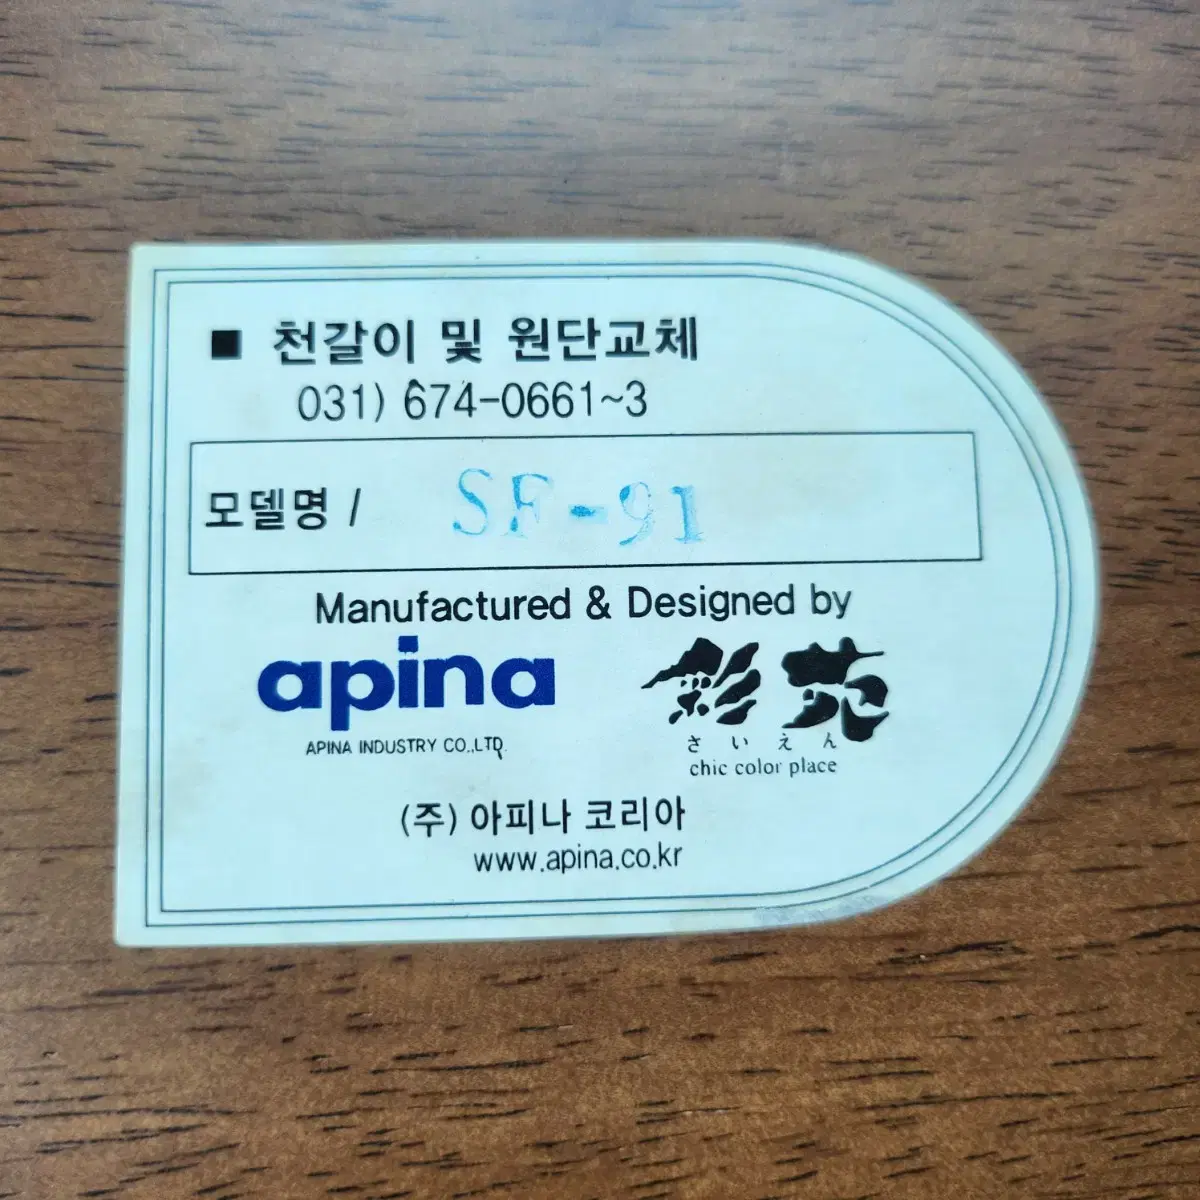 ■ 천갈이 및 원단교체
031) 674-0661~3
모델명 / SF-91
Manufactured & Designed by
apina 彩苑
APINA INDUSTRY CO.,LTD. さいえん
chic color place
(주) 아피나 코리아
www.apina.co.kr